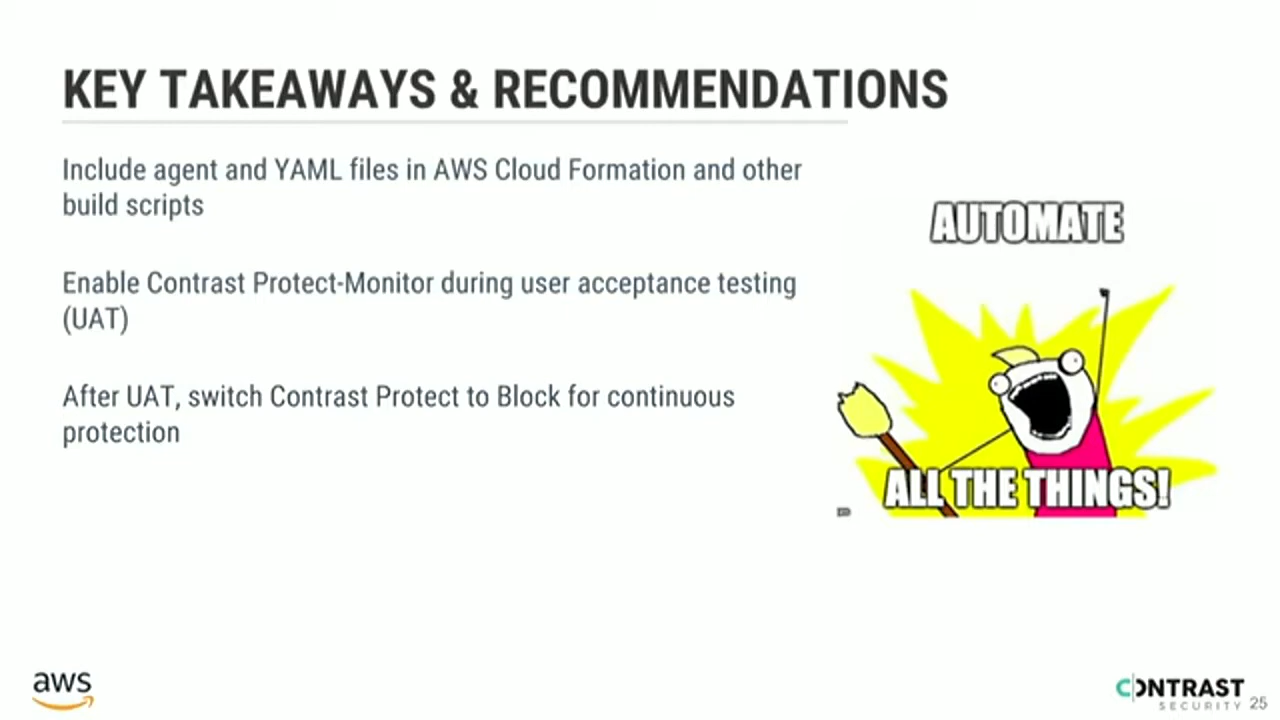 KEY TAKEAWAYS & RECOMMENDATIONS
Include agent and YAML files in AWS Cloud Formation and other
build scripts
Enable Contrast Protect-Monitor during user acceptance testing
(UAT)
After UAT, switch Contrast Protect to Block for continuous
protection
AUTOMATE
ALL THE THINGS!
aws
CONTRAST
SECURITY
25